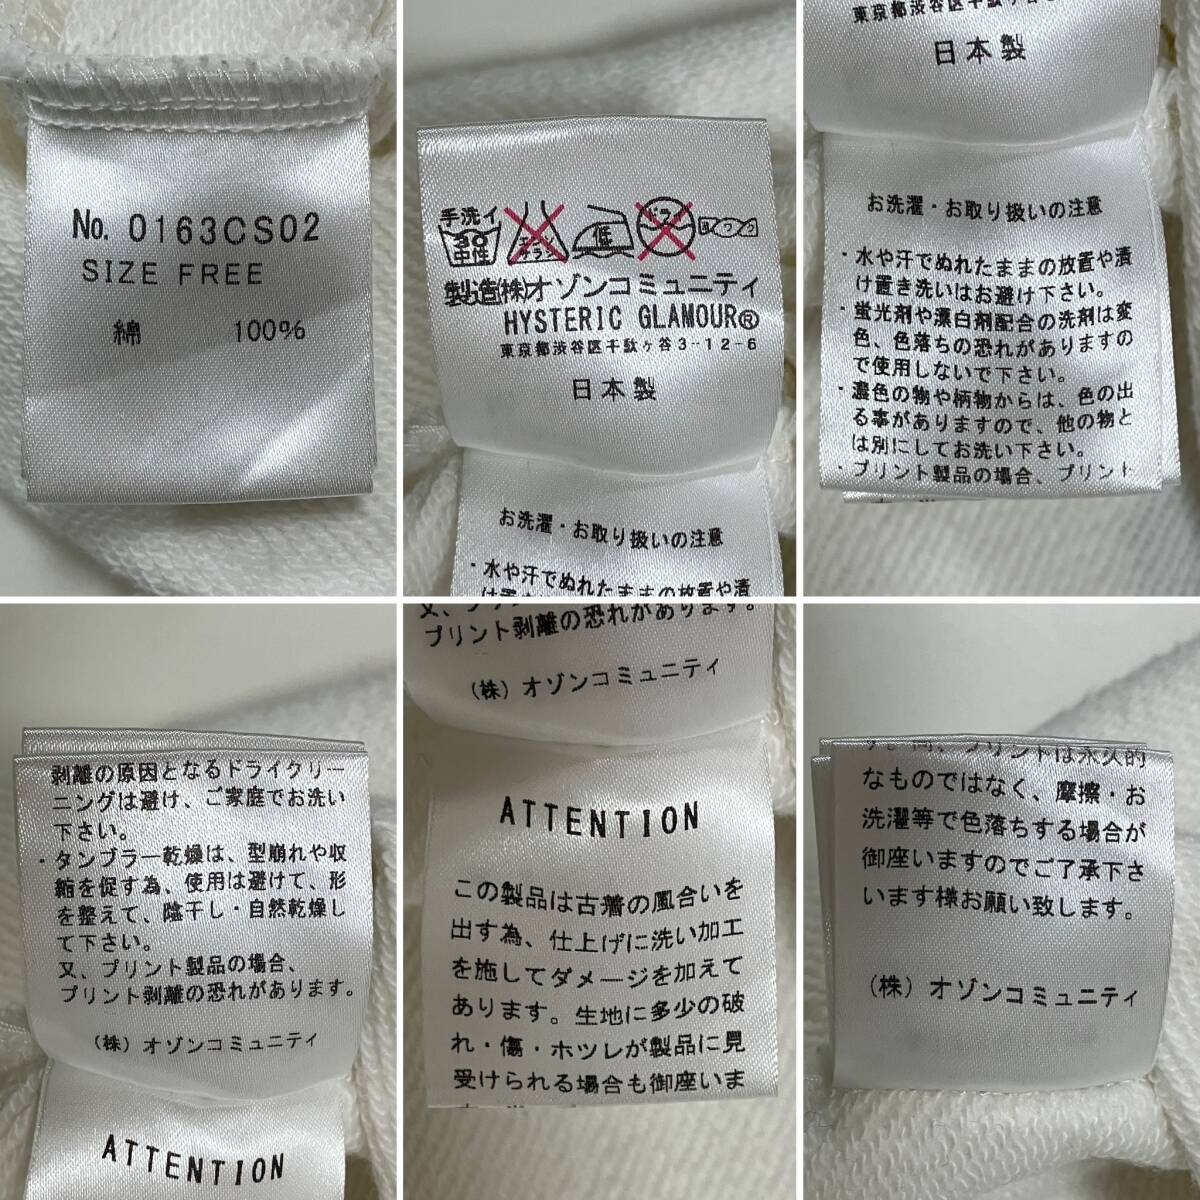 No. 0163CS02
SIZE FREE
綿 100%
手洗イ
30
中性
エンソ
サラシ
低
ドライ
製造(株)オゾンコミュニティ
HYSTERIC GLAMOUR®
東京都渋谷区千駄ヶ谷3-12-6
日本製
お洗濯・お取り扱いの注意
・水や汗でぬれたままの放置や漬
東京都渋谷区千駄ヶ谷3
日本製
お洗濯・お取り扱いの注意
・水や汗でぬれたままの放置や漬
け置き洗いはお避け下さい。
・蛍光剤や漂白剤配合の洗剤は変
色、色落ちの恐れがありますの
で使用しないで下さい。
・濃色の物や柄物からは、色の出
る事がありますので、他の物と
は別にしてお洗い下さい。
・プリント製品の場合、プリント
剥離の原因となるドライクリー
ニングは避け、ご家庭でお洗い
下さい。
・タンブラー乾燥は、型崩れや収
縮を促す為、使用は避けて、形
を整えて、陰干し・自然乾燥し
て下さい。
又、プリント製品の場合、
プリント剥離の恐れがあります。
(株)オゾンコミュニティ
ATTENTION
プリント剥離の恐れがあります。
(株)オゾンコミュニティ
ATTENTION
この製品は古着の風合いを
出す為、仕上げに洗い加工
を施してダメージを加えて
あります。生地に多少の破
れ・傷・ホツレが製品に見
受けられる場合も御座いま
す。尚、プリントは永久的
なものではなく、摩擦・お
洗濯等で色落ちする場合が
御座いますのでご了承下さ
います様お願い致します。
(株)オゾンコミュニティ